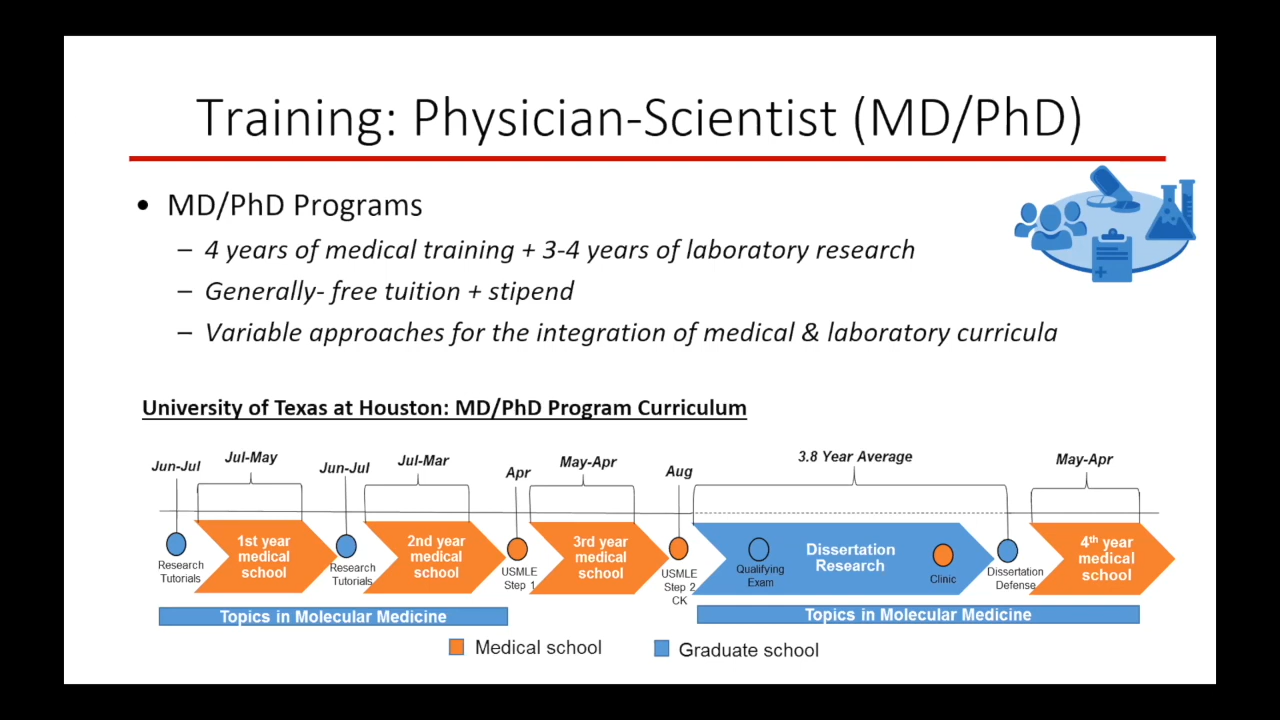 Training: Physician-Scientist (MD/PhD)
• MD/PhD Programs
– 4 years of medical training + 3-4 years of laboratory research
– Generally- free tuition + stipend
– Variable approaches for the integration of medical & laboratory curricula
University of Texas at Houston: MD/PhD Program Curriculum
Jun-Jul
Jul-May
Jun-Jul
Jul-Mar
Apr
May-Apr
Aug
3.8 Year Average
May-Apr
Research
Tutorials
1st year
medical
school
Research
Tutorials
2nd year
medical
school
USMLE
Step 1
3rd year
medical
school
USMLE
Step 2
CK
Qualifying
Exam
Dissertation
Research
Clinic
Dissertation
Defense
4th year
medical
school
Topics in Molecular Medicine
Topics in Molecular Medicine
Medical school
Graduate school